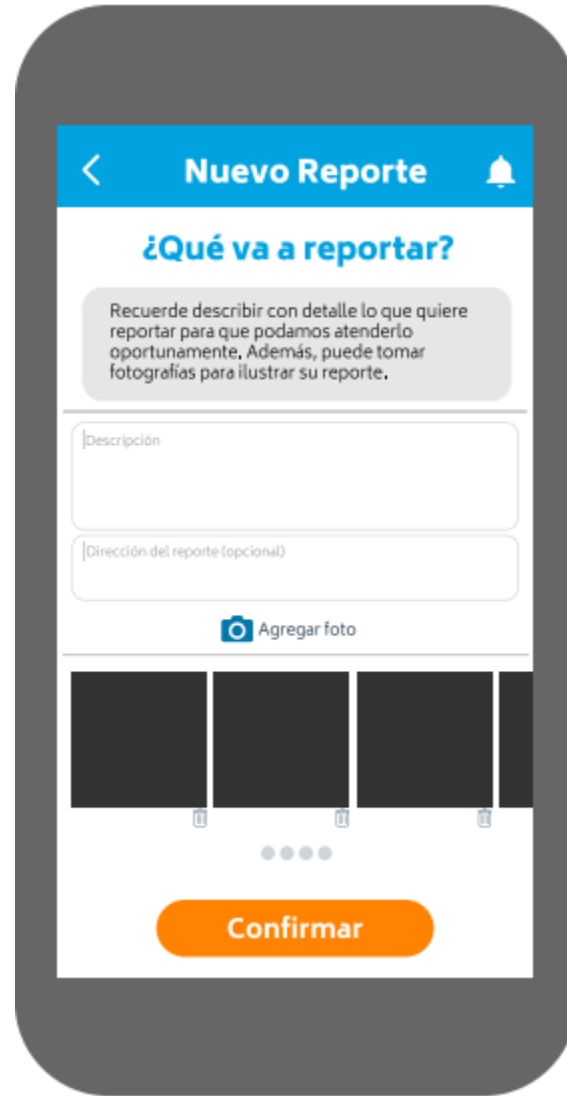 Nuevo Reporte
¿Qué va a reportar?
Recuerde describir con detalle lo que quiere
reportar para que podamos atenderlo
oportunamente. Además, puede tomar
fotografías para ilustrar su reporte.
Descripción
Dirección del reporte (opcional)
Agregar foto
Confirmar